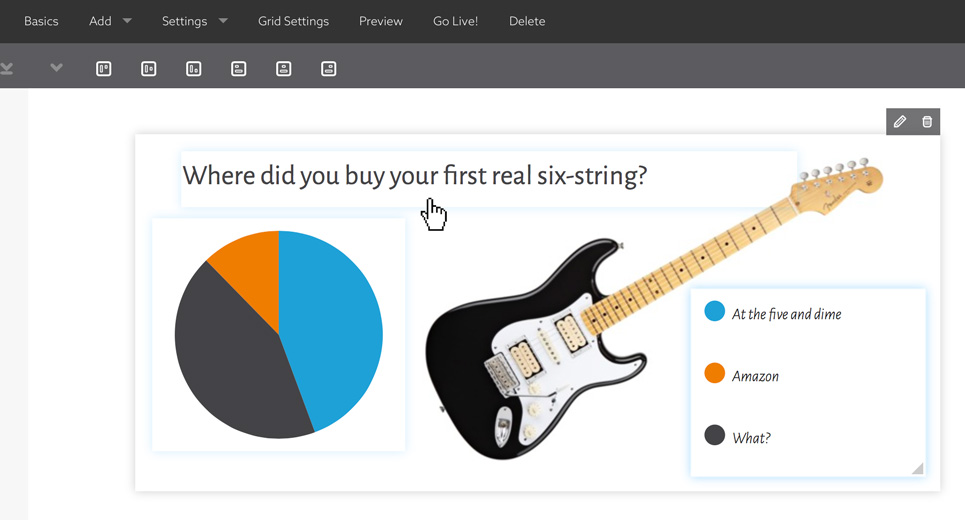 Basics Add Settings Grid Settings Preview Go Live! Delete
Where did you buy your first real six-string?
Fender
At the five and dime
Amazon
What?